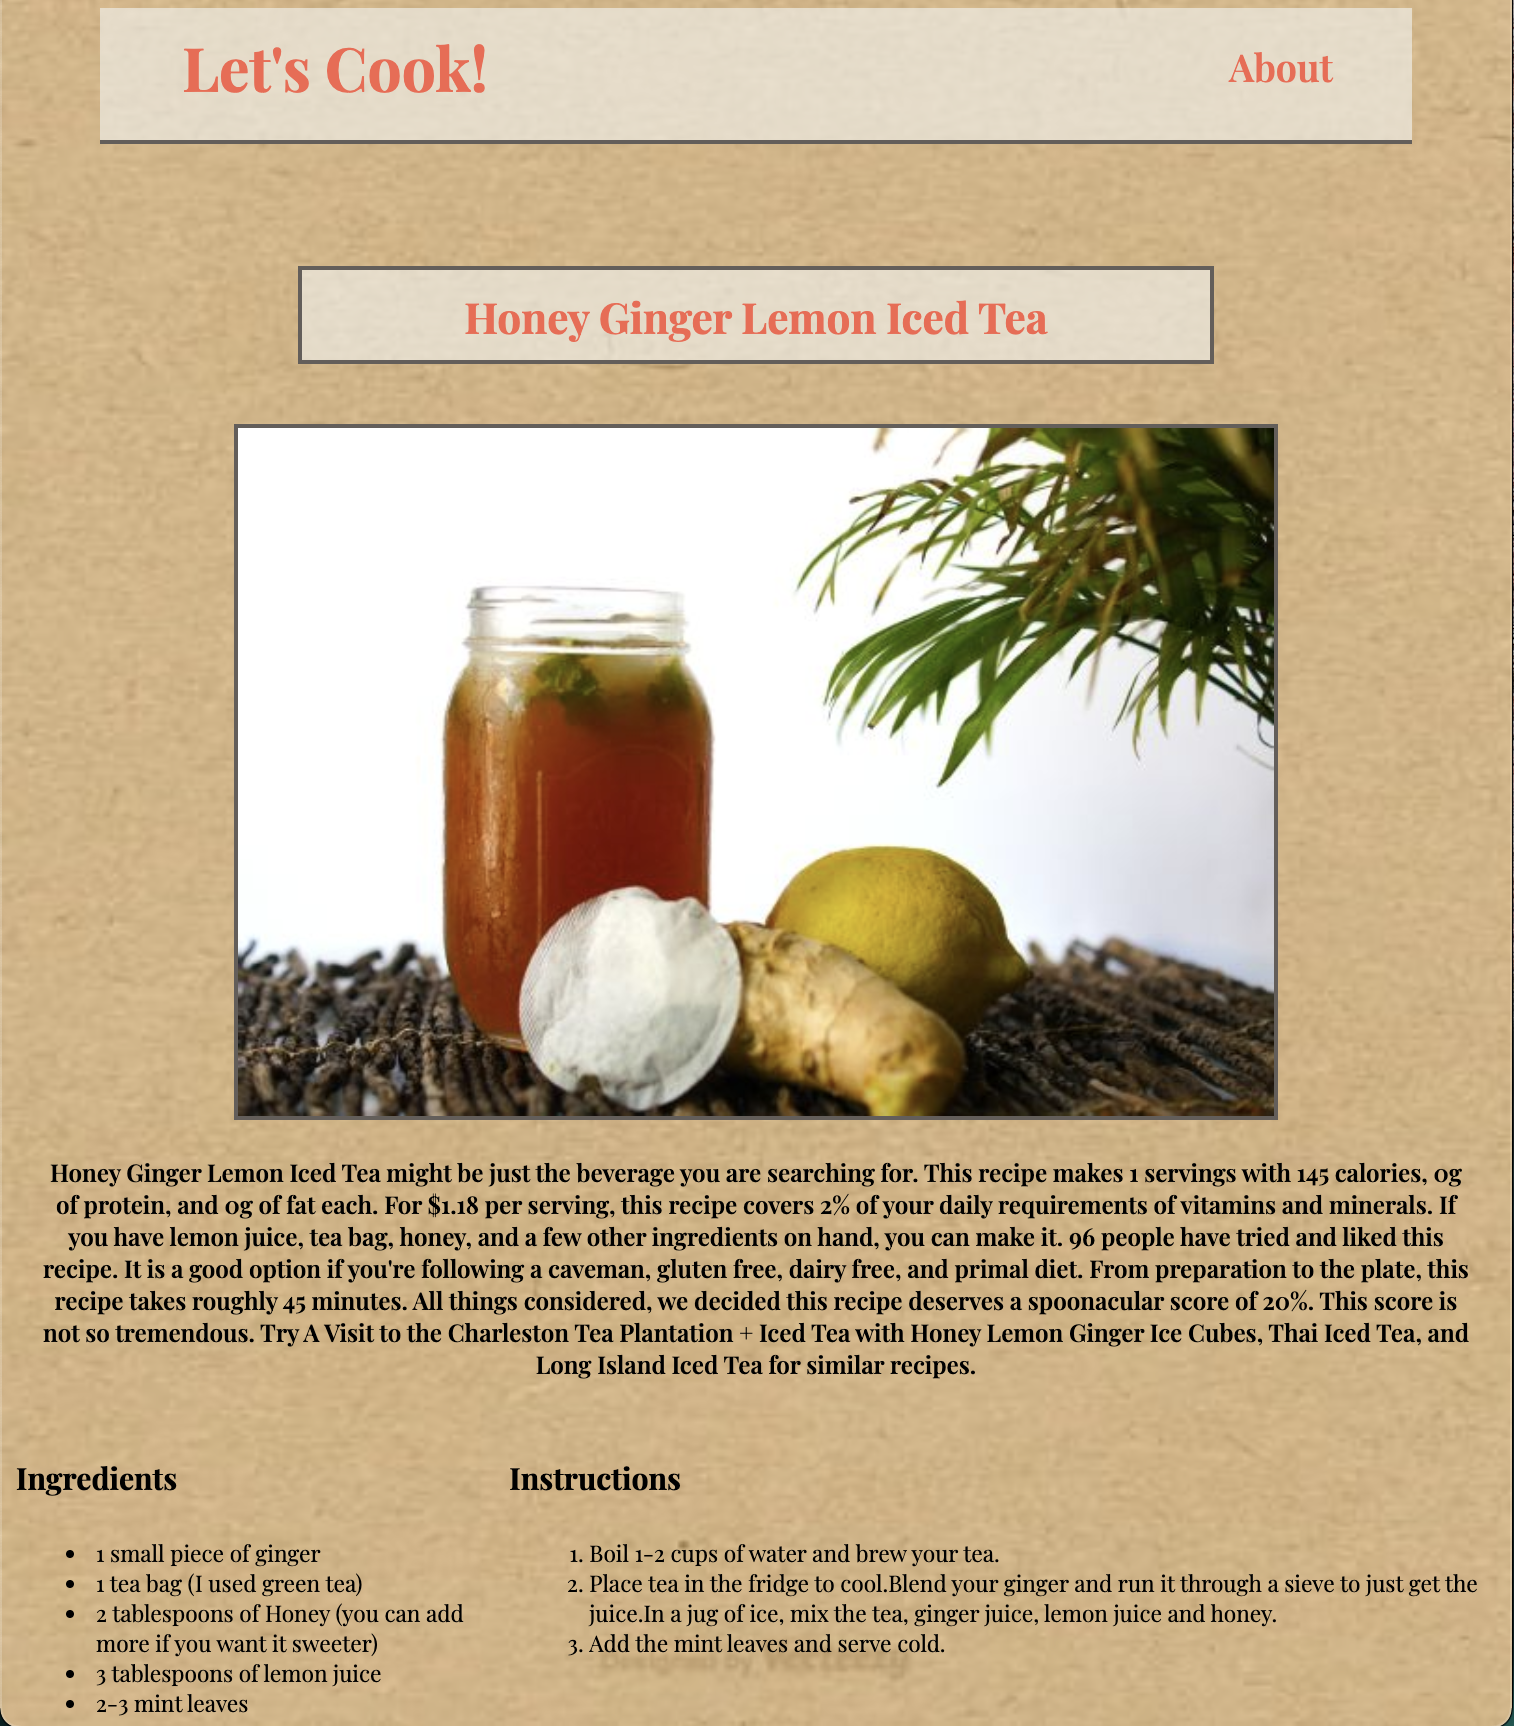 Let's Cook!
About
Honey Ginger Lemon Iced Tea
Honey Ginger Lemon Iced Tea might be just the beverage you are searching for. This recipe makes 1 servings with 145 calories, 0g
of protein, and 0g of fat each. For $1.18 per serving, this recipe covers 2% of your daily requirements of vitamins and minerals. If
you have lemon juice, tea bag, honey, and a few other ingredients on hand, you can make it. 96 people have tried and liked this
recipe. It is a good option if you're following a caveman, gluten free, dairy free, and primal diet. From preparation to the plate, this
recipe takes roughly 45 minutes. All things considered, we decided this recipe deserves a spoonacular score of 20%. This score is
not so tremendous. Try A Visit to the Charleston Tea Plantation + Iced Tea with Honey Lemon Ginger Ice Cubes, Thai Iced Tea, and
Long Island Iced Tea for similar recipes.
Ingredients
• 1 small piece of ginger
• 1 tea bag (I used green tea)
• 2 tablespoons of Honey (you can add
more if you want it sweeter)
• 3 tablespoons of lemon juice
• 2-3 mint leaves
Instructions
1. Boil 1-2 cups of water and brew your tea.
2. Place tea in the fridge to cool.Blend your ginger and run it through a sieve to just get the
juice.In a jug of ice, mix the tea, ginger juice, lemon juice and honey.
3. Add the mint leaves and serve cold.